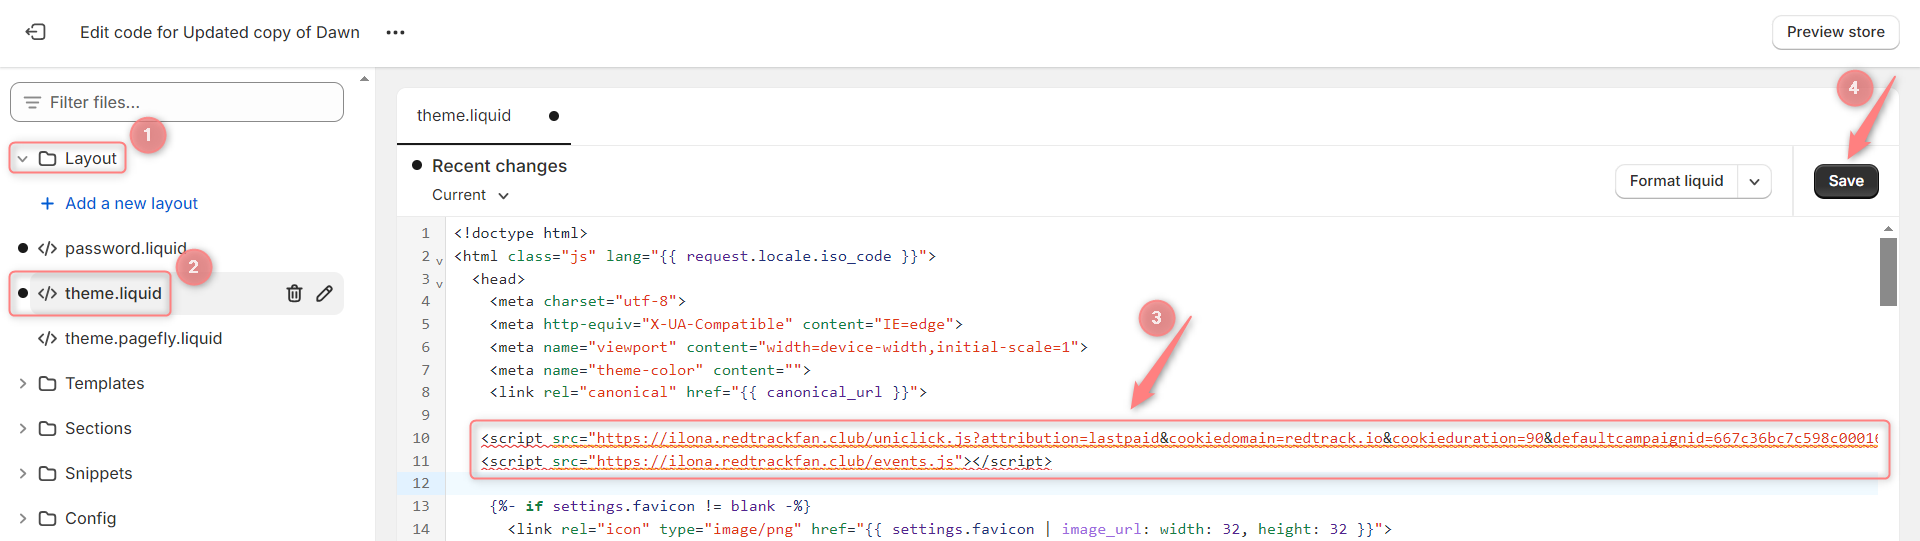 Edit code for Updated copy of Dawn ...
Preview store
Filter files...
1
Layout
Add a new layout
password.liquid
2
theme.liquid
theme.pagefly.liquid
Templates
Sections
Snippets
Config
theme.liquid
4
Recent changes
Current
Format liquid
Save
1 <!doctype html>
2 <html class="js" lang="{{ request.locale.iso_code }}">
3 <head>
4 <meta charset="utf-8">
5 <meta http-equiv="X-UA-Compatible" content="IE=edge">
6 <meta name="viewport" content="width=device-width,initial-scale=1">
7 <meta name="theme-color" content="">
8 <link rel="canonical" href="{{ canonical_url }}">
9
3
10 <script src="https://ilona.redtrackfan.club/uniclick.js?attribution=lastpaid&cookiedomain=redtrack.io&cookieduration=90&defaultcampaignid=667c36bc7c598c00016
11 <script src="https://ilona.redtrackfan.club/events.js"></script>
12
13 {%- if settings.favicon != blank -%}
14 <link rel="icon" type="image/png" href="{{ settings.favicon | image_url: width: 32, height: 32 }}">